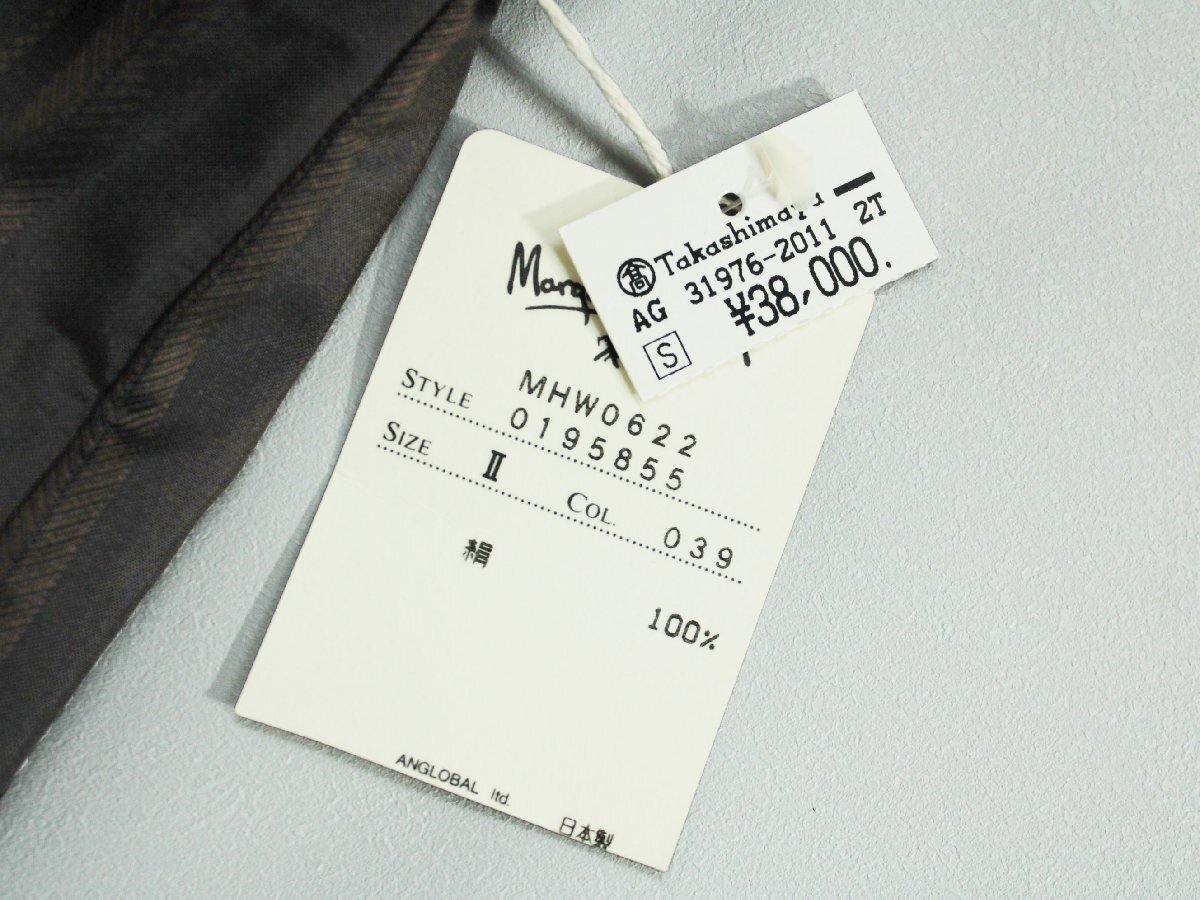 髙 Takashimaya
AG 31976-2011 2T
¥38,000.
S
STYLE MHW0622
0195855
SIZE II COL. 039
絹 100%
ANGLOBAL ltd.
日本製